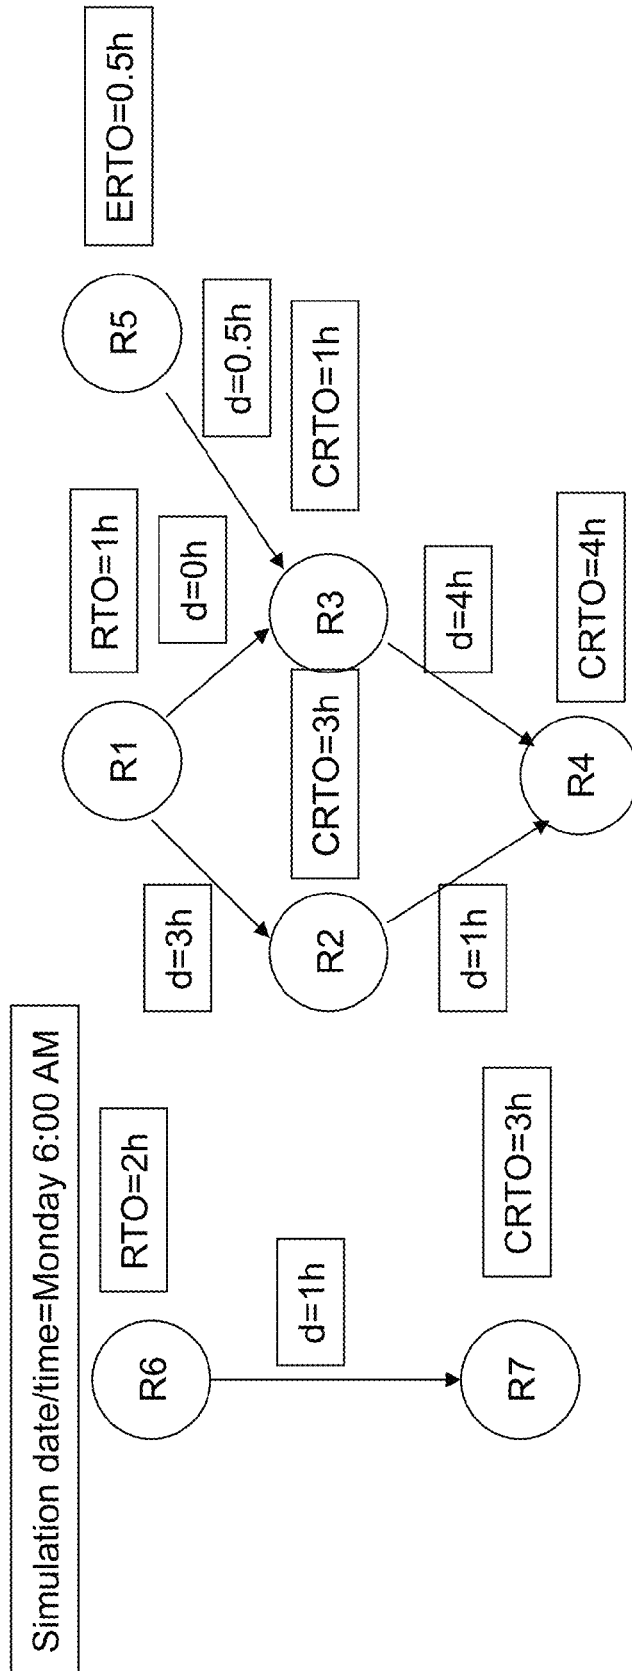 Simulation date/time=Monday 6:00 AM
RTO=2h
RTO=1h
ERTO=0.5h
R6
R1
R5
d=3h
d=0h
d=0.5h
d=1h
R2
CRTO=3h
R3
CRTO=1h
d=1h
d=4h
R7
CRTO=3h
R4
CRTO=4h